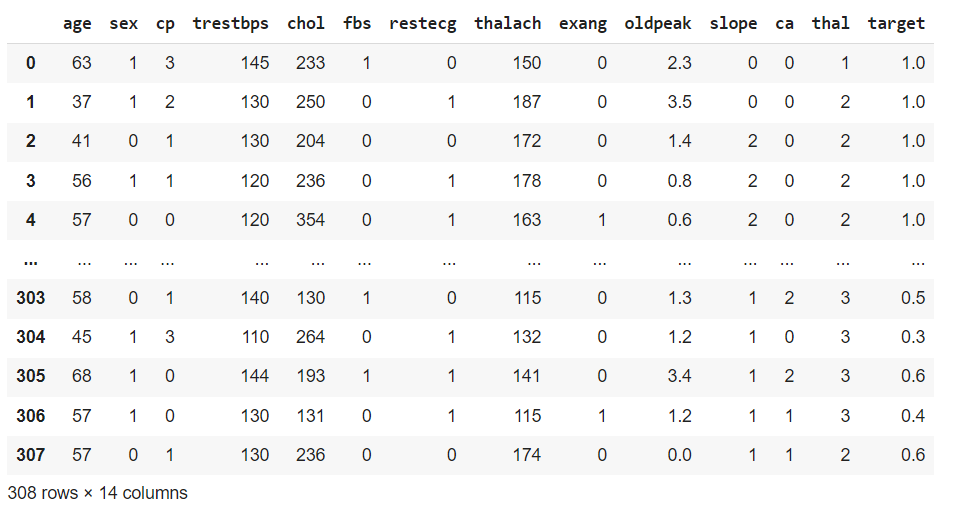 age sex cp trestbps chol fbs restecg thalach exang oldpeak slope ca thal target
0 63 1 3 145 233 1 0 150 0 2.3 0 0 1 1.0
1 37 1 2 130 250 0 1 187 0 3.5 0 0 2 1.0
2 41 0 1 130 204 0 0 172 0 1.4 2 0 2 1.0
3 56 1 1 120 236 0 1 178 0 0.8 2 0 2 1.0
4 57 0 0 120 354 0 1 163 1 0.6 2 0 2 1.0
... ... ... ... ... ... ... ... ... ... ... ... ... ... ...
303 58 0 1 140 130 1 0 115 0 1.3 1 2 3 0.5
304 45 1 3 110 264 0 1 132 0 1.2 1 0 3 0.3
305 68 1 0 144 193 1 1 141 0 3.4 1 2 3 0.6
306 57 1 0 130 131 0 1 115 1 1.2 1 1 3 0.4
307 57 0 1 130 236 0 0 174 0 0.0 1 1 2 0.6
308 rows × 14 columns